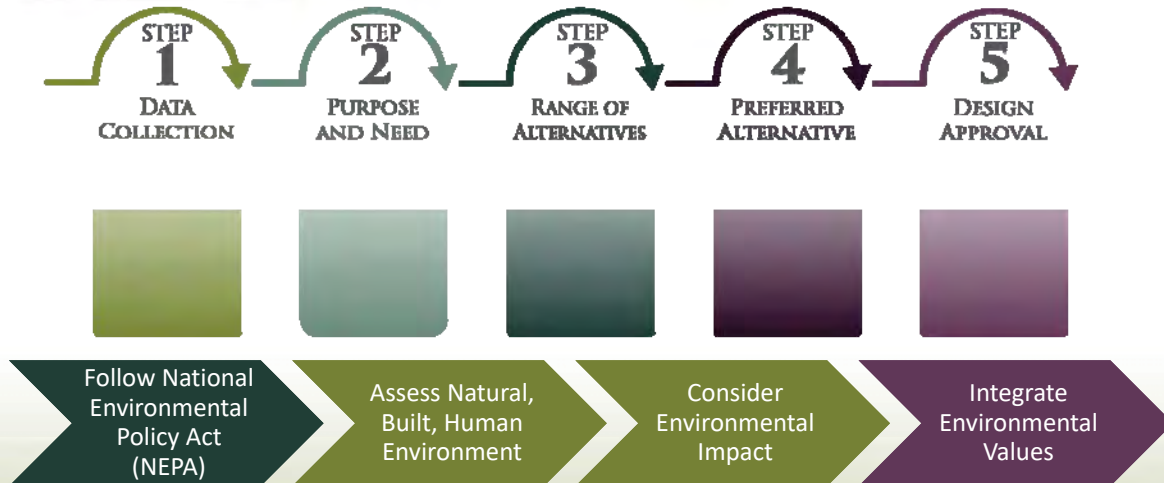 STEP
1
DATA
COLLECTION
STEP
2
PURPOSE
AND NEED
STEP
3
RANGE OF
ALTERNATIVES
STEP
4
PREFERRED
ALTERNATIVE
STEP
5
DESIGN
APPROVAL
Follow National
Environmental
Policy Act
(NEPA)
Assess Natural,
Built, Human
Environment
Consider
Environmental
Impact
Integrate
Environmental
Values